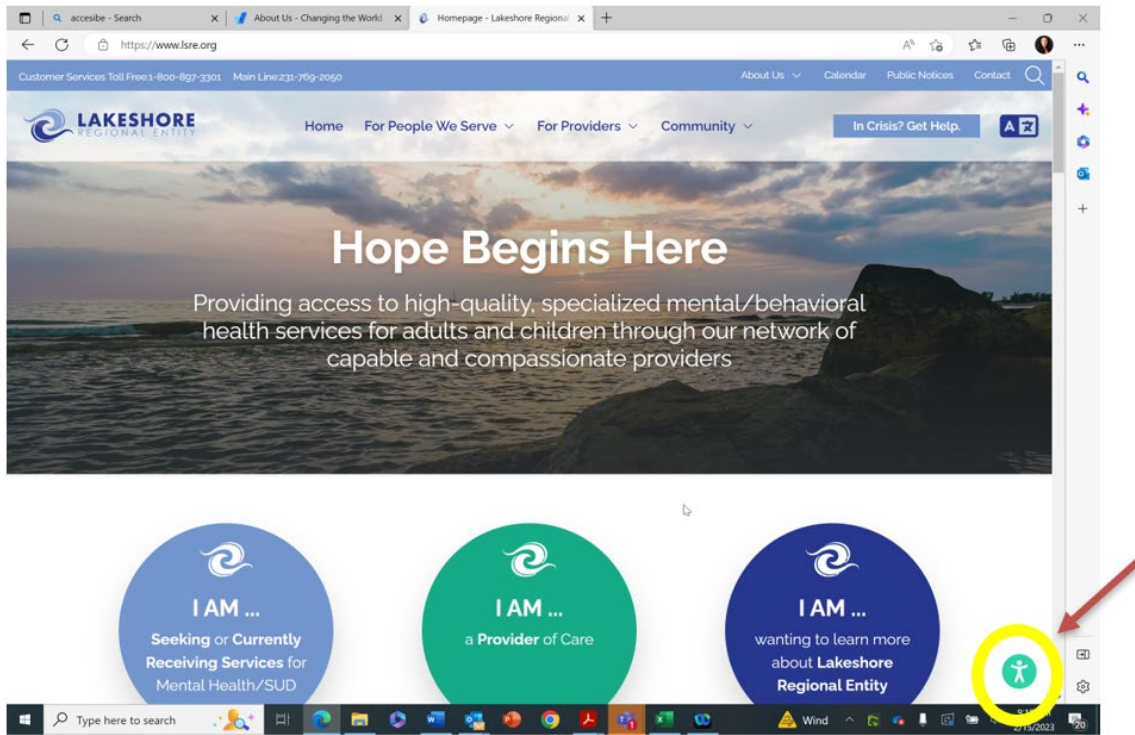 accesibe - Search
About Us - Changing the World
Homepage - Lakeshore Regional
https://www.lsre.org
Customer Services Toll Free:1-800-897-3301 Main Line:231-769-2050
About Us Calendar Public Notices Contact
LAKESHORE
REGIONAL ENTITY
Home For People We Serve For Providers Community
In Crisis? Get Help.
A
Hope Begins Here
Providing access to high-quality, specialized mental/behavioral
health services for adults and children through our network of
capable and compassionate providers
I AM ...
Seeking or Currently
Receiving Services for
Mental Health/SUD
I AM ...
a Provider of Care
I AM ...
wanting to learn more
about Lakeshore
Regional Entity
Type here to search
Wind
2/15/2023
20